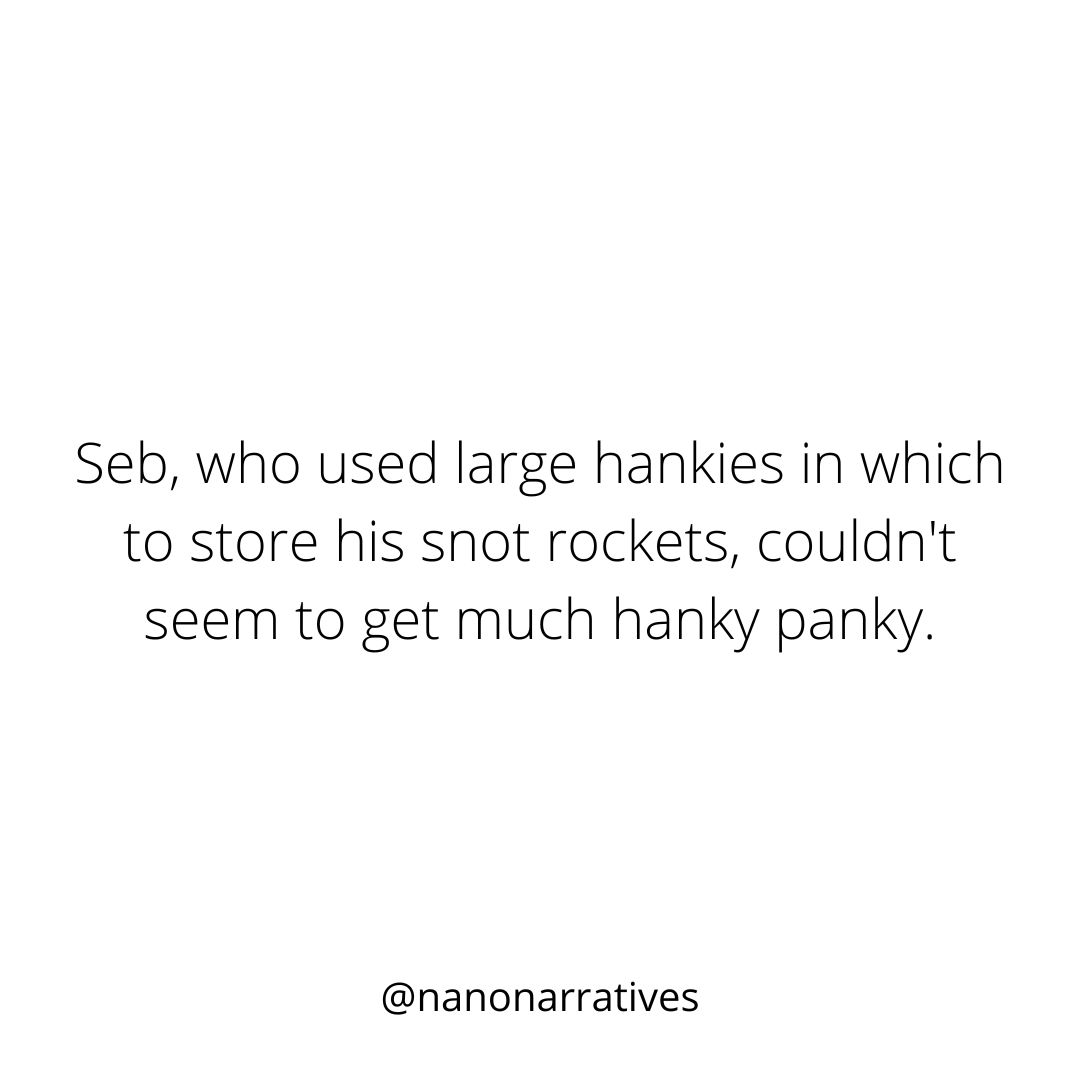 Seb, who used large hankies in which
to store his snot rockets, couldn't
seem to get much hanky panky.
@nanonarratives